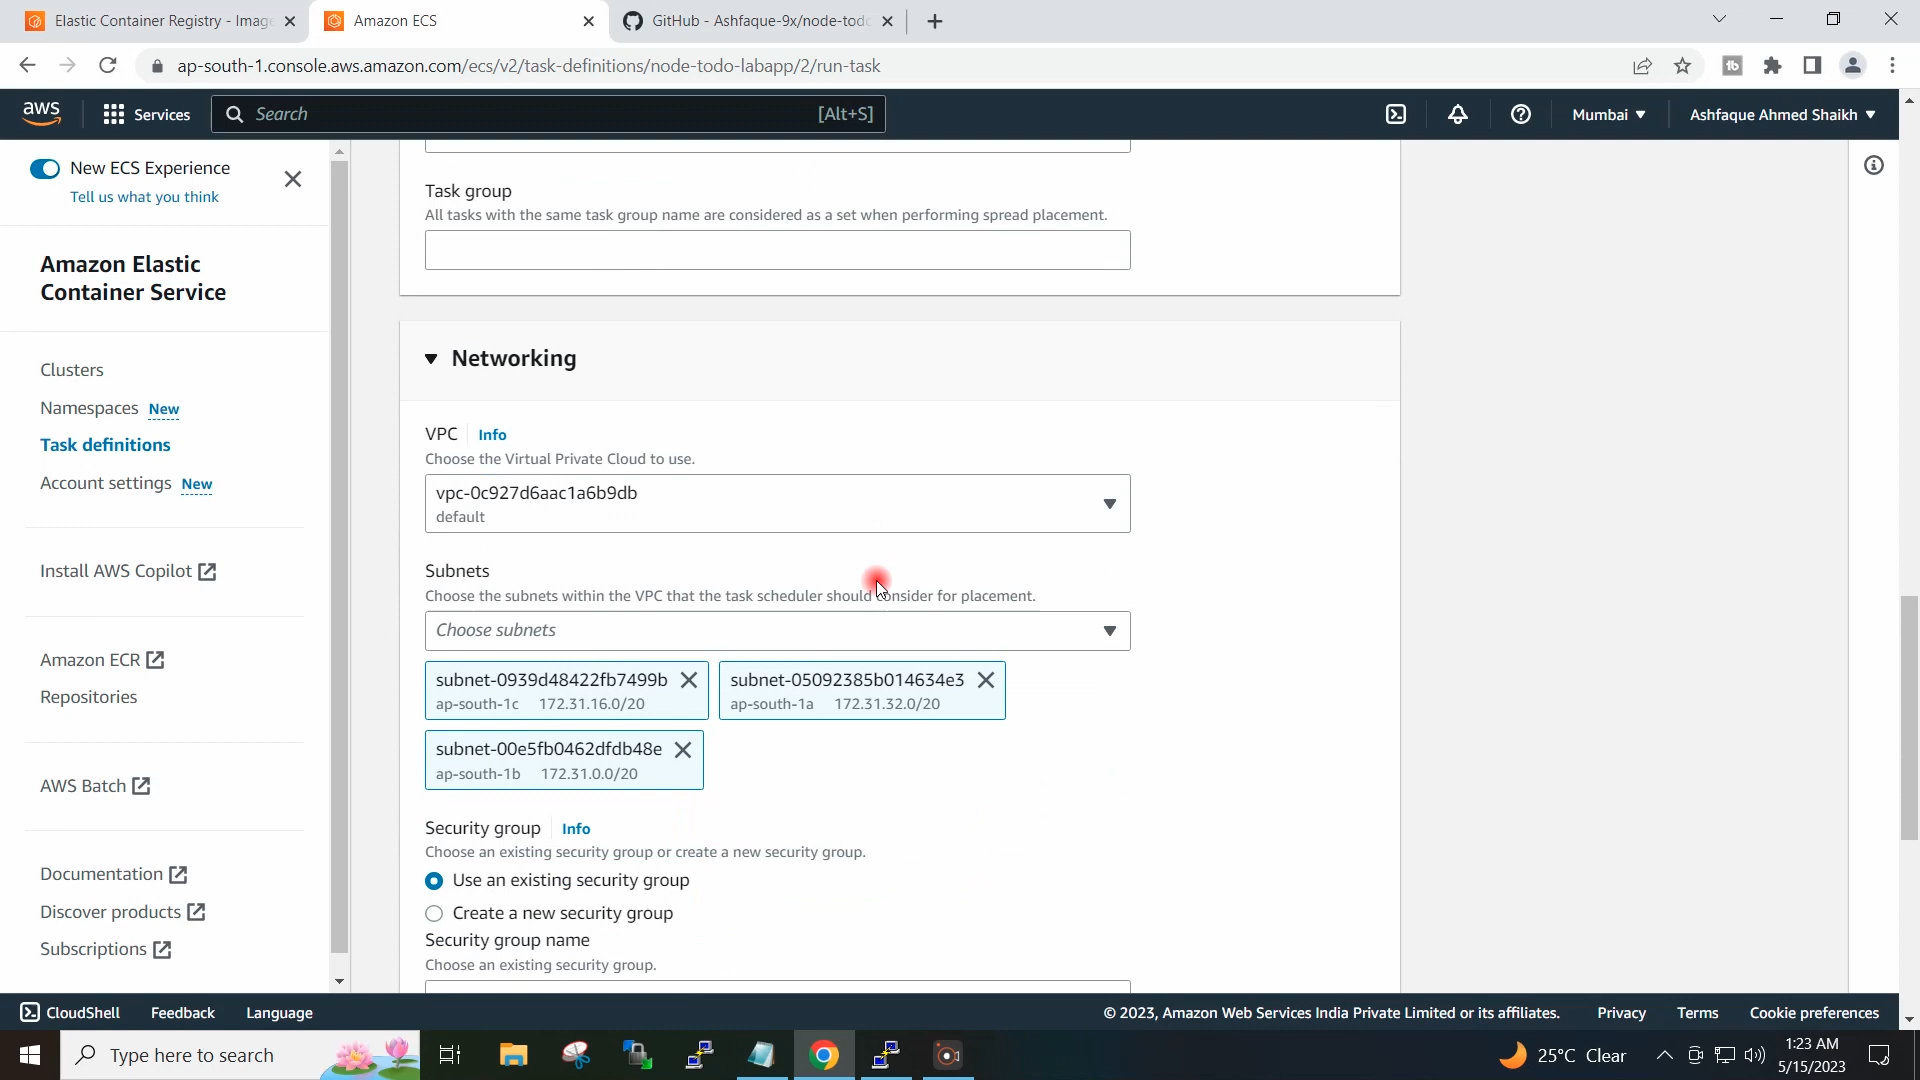 Elastic Container Registry - Imag
Amazon ECS
GitHub - Ashfaque-9x/node-tod
ap-south-1.console.aws.amazon.com/ecs/v2/task-definitions/node-todo-labapp/2/run-task
aws
Services
Search
[Alt+S]
Mumbai
Ashfaque Ahmed Shaikh
New ECS Experience
Tell us what you think
Amazon Elastic
Container Service
Clusters
Namespaces New
Task definitions
Account settings New
Install AWS Copilot
Amazon ECR
Repositories
AWS Batch
Documentation
Discover products
Subscriptions
Task group
All tasks with the same task group name are considered as a set when performing spread placement.
Networking
VPC Info
Choose the Virtual Private Cloud to use.
vpc-0c927d6aac1a6b9db
default
Subnets
Choose the subnets within the VPC that the task scheduler should consider for placement.
Choose subnets
subnet-0939d48422fb7499b
ap-south-1c 172.31.16.0/20
subnet-05092385b014634e3
ap-south-1a 172.31.32.0/20
subnet-00e5fb0462dfdb48e
ap-south-1b 172.31.0.0/20
Security group Info
Choose an existing security group or create a new security group.
Use an existing security group
Create a new security group
Security group name
Choose an existing security group.
CloudShell
Feedback
Language
© 2023, Amazon Web Services India Private Limited or its affiliates.
Privacy
Terms
Cookie preferences
Type here to search
25°C Clear
1:23 AM
5/15/2023